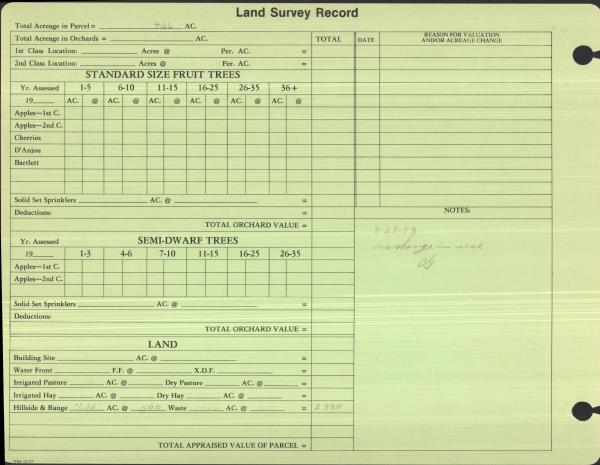 Land Survey Record
Total Acreage in Parcel = AC.
Total Acreage in Orchards = AC. TOTAL DATE REASON FOR VALUATION AND/OR ACREAGE CHANGE
1st Class Location: Acres @ Per. AC. =
2nd Class Location: Acres @ Per. AC. =
STANDARD SIZE FRUIT TREES
Yr. Assessed 1-5 6-10 11-15 16-25 26-35 36+
19 AC. @ AC. @ AC. @ AC. @ AC. @ AC. @
Apples—1st C.
Apples—2nd C.
Cherries
D'Anjou
Bartlett
Solid Set Sprinklers AC. @ =
Deductions: = NOTES:
TOTAL ORCHARD VALUE =
Yr. Assessed SEMI-DWARF TREES
19 1-3 4-6 7-10 11-15 16-25 26-35
Apples—1st C.
Apples—2nd C.
no change in
Solid Set Sprinklers AC. @ =
Deductions:
TOTAL ORCHARD VALUE =
LAND
Building Site AC. @ =
Water Front F.F. @ X.D.F. =
Irrigated Pasture AC. @ Dry Pasture AC. @ =
Irrigated Hay AC. @ Dry Hay AC. @ =
Hillside & Range AC. @ 500 Waste AC. @ =
TOTAL APPRAISED VALUE OF PARCEL =